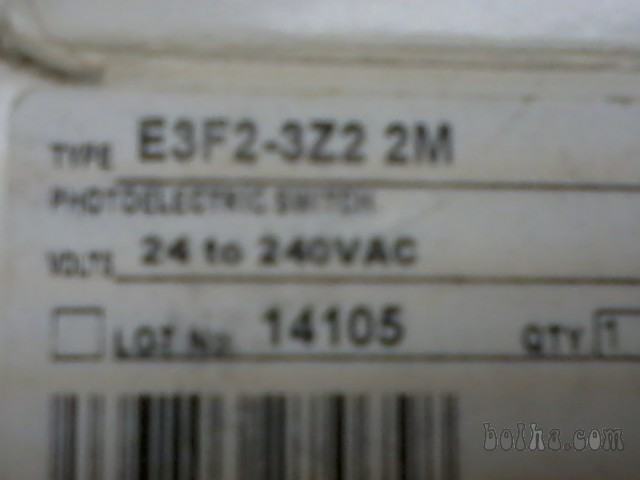 TYPE E3F2-3Z2 2M
PHOTOELECTRIC SWITCH
VOLTS 24 to 240VAC
LOT No. 14105 QTY 1
bolha.com